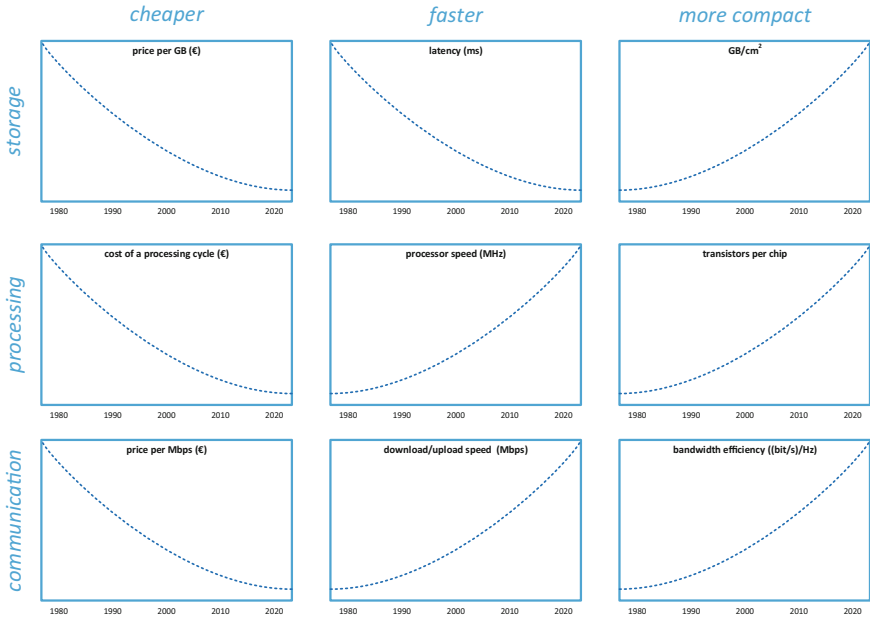 cheaper faster more compact
storage
price per GB (€) latency (ms) GB/cm²
1980 1990 2000 2010 2020 1980 1990 2000 2010 2020 1980 1990 2000 2010 2020
processing
cost of a processing cycle (€) processor speed (MHz) transistors per chip
1980 1990 2000 2010 2020 1980 1990 2000 2010 2020 1980 1990 2000 2010 2020
communication
price per Mbps (€) download/upload speed (Mbps) bandwidth efficiency ((bit/s)/Hz)
1980 1990 2000 2010 2020 1980 1990 2000 2010 2020 1980 1990 2000 2010 2020